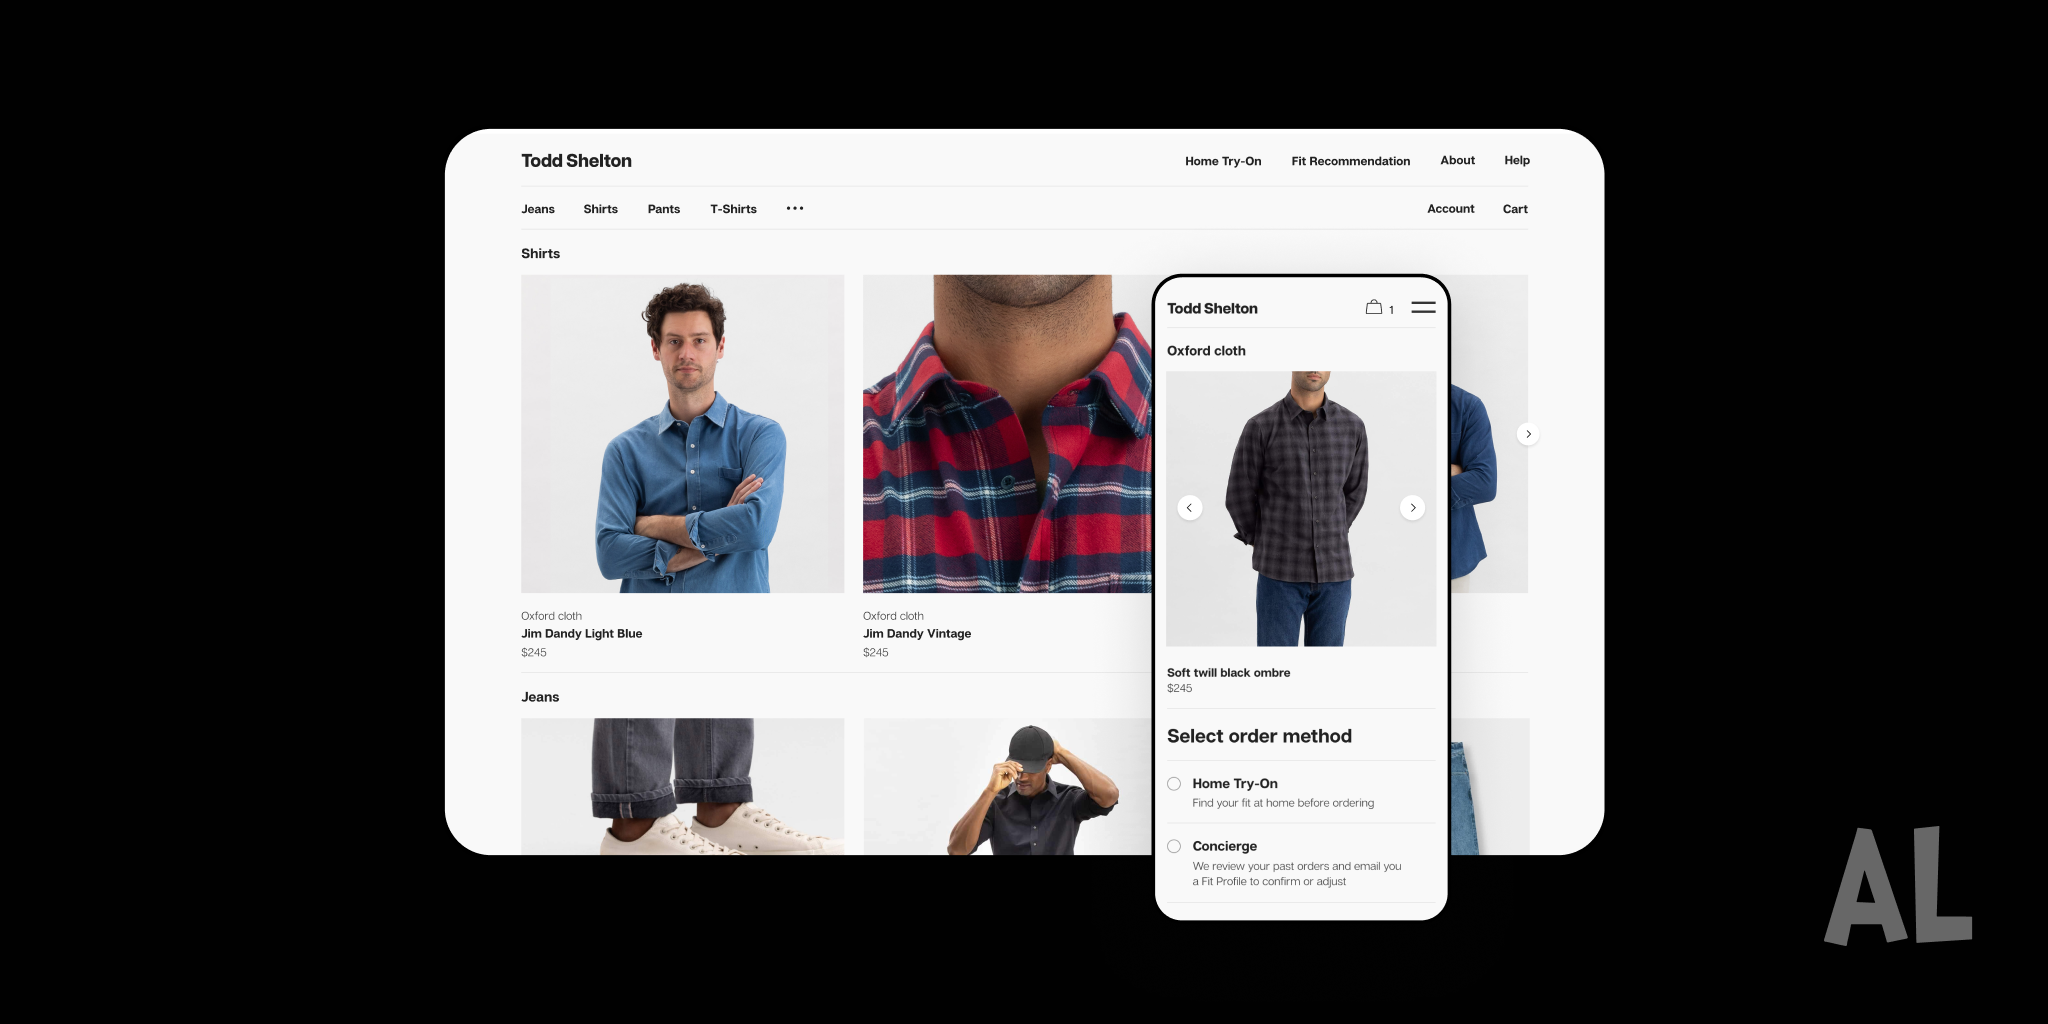 Todd Shelton
Home Try-On Fit Recommendation About Help
Jeans Shirts Pants T-Shirts •••
Account Cart
Shirts
Oxford cloth
Jim Dandy Light Blue
$245
Oxford cloth
Jim Dandy Vintage
$245
Jeans
Todd Shelton
1
Oxford cloth
Soft twill black ombre
$245
Select order method
Home Try-On
Find your fit at home before ordering
Concierge
We review your past orders and email you
a Fit Profile to confirm or adjust
AL